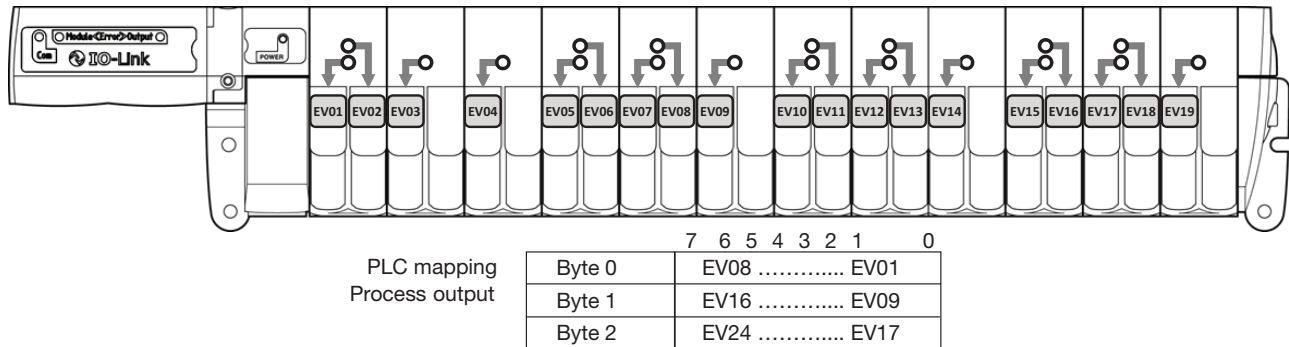 Module<Error>Output
Com IO-Link POWER
EV01 EV02 EV03 EV04 EV05 EV06 EV07 EV08 EV09 EV10 EV11 EV12 EV13 EV14 EV15 EV16 EV17 EV18 EV19
7 6 5 4 3 2 1 0
PLC mapping Byte 0 EV08 ………..... EV01
Process output Byte 1 EV16 ………..... EV09
Byte 2 EV24 ………..... EV17